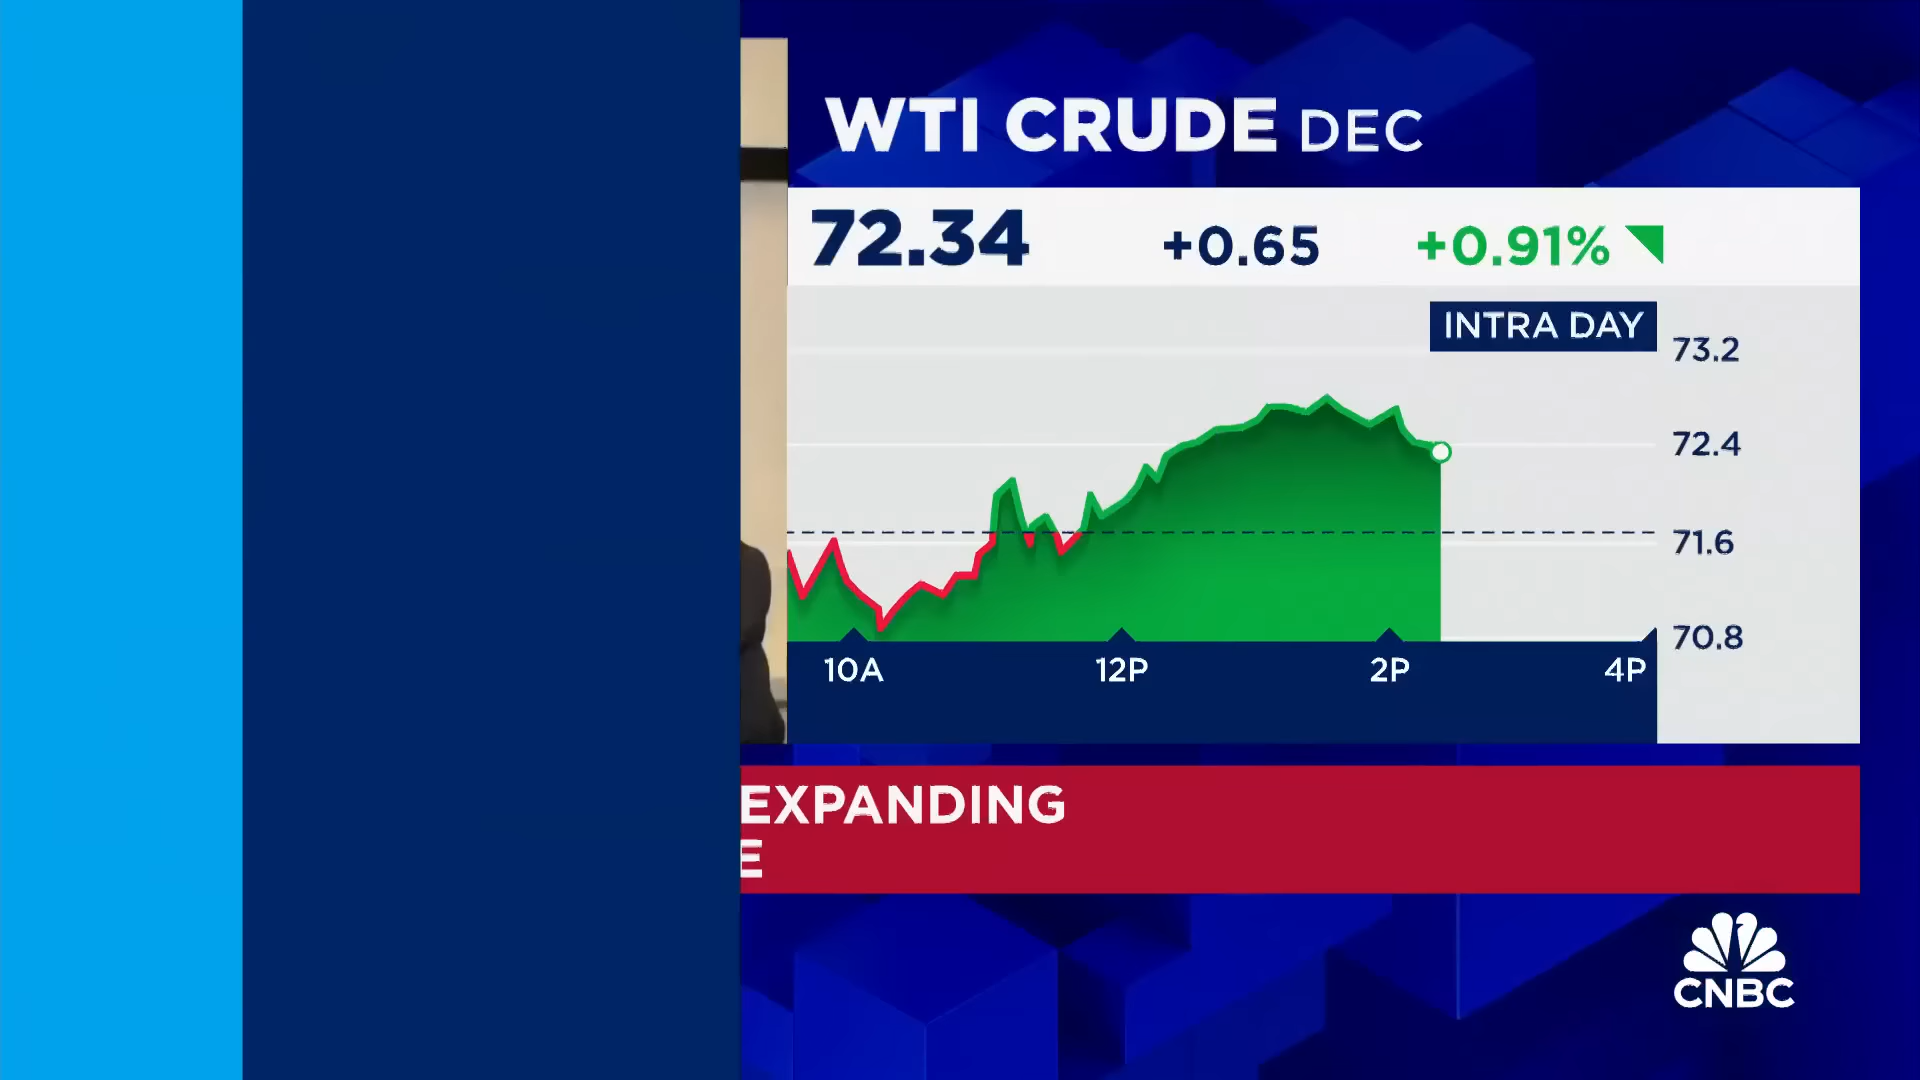 WTI CRUDE DEC
72.34 +0.65 +0.91%
INTRA DAY
73.2
72.4
71.6
70.8
10A 12P 2P 4P
EXPANDING
E
CNBC